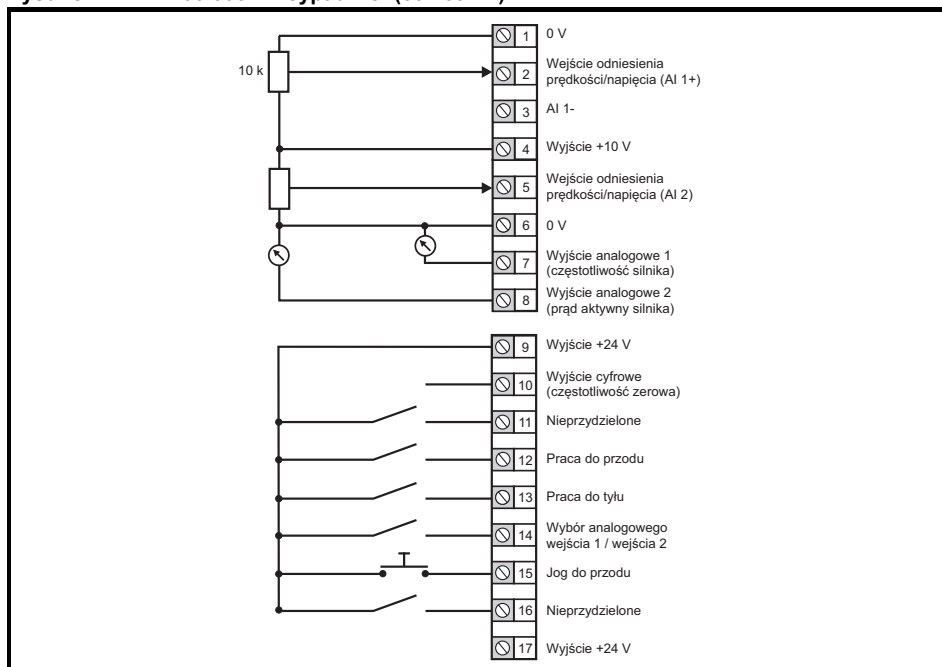 1 0 V
10 k
2 Wejście odniesienia
prędkości/napięcia (AI 1+)
3 AI 1-
4 Wyjście +10 V
5 Wejście odniesienia
prędkości/napięcia (AI 2)
6 0 V
7 Wyjście analogowe 1
(częstotliwość silnika)
8 Wyjście analogowe 2
(prąd aktywny silnika)
9 Wyjście +24 V
10 Wyjście cyfrowe
(częstotliwość zerowa)
11 Nieprzydzielone
12 Praca do przodu
13 Praca do tyłu
14 Wybór analogowego
wejścia 1 / wejścia 2
15 Jog do przodu
16 Nieprzydzielone
17 Wyjście +24 V